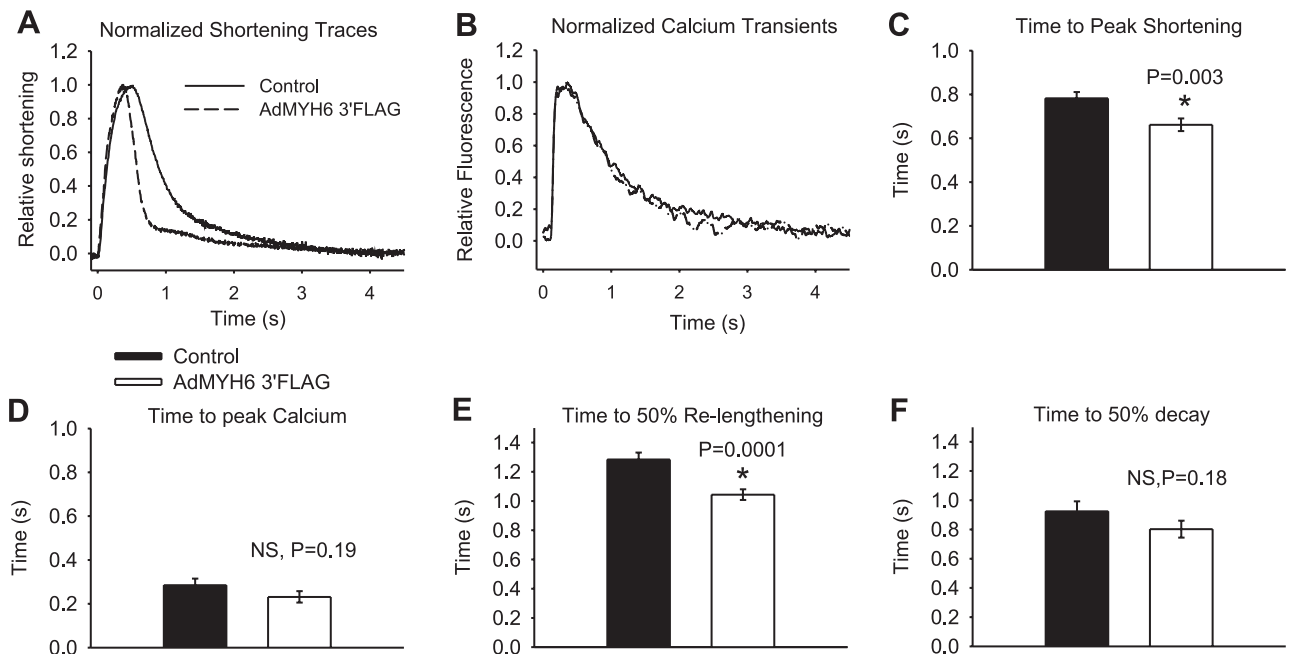 A
Normalized Shortening Traces
Relative shortening
1.2
1.0
0.8
0.6
0.4
0.2
0.0
Control
AdMYH6 3'FLAG
0 1 2 3 4
Time (s)
B
Normalized Calcium Transients
Relative Fluorescence
1.2
1.0
0.8
0.6
0.4
0.2
0.0
0 1 2 3 4
Time (s)
C
Time to Peak Shortening
Time (s)
1.0
0.8
0.6
0.4
0.2
0.0
P=0.003
*
Control
AdMYH6 3'FLAG
D
Time to peak Calcium
Time (s)
1.0
0.8
0.6
0.4
0.2
0.0
NS, P=0.19
E
Time to 50% Re-lengthening
Time (s)
1.4
1.2
1.0
0.8
0.6
0.4
0.2
0.0
P=0.0001
*
F
Time to 50% decay
Time (s)
1.4
1.2
1.0
0.8
0.6
0.4
0.2
0.0
NS,P=0.18